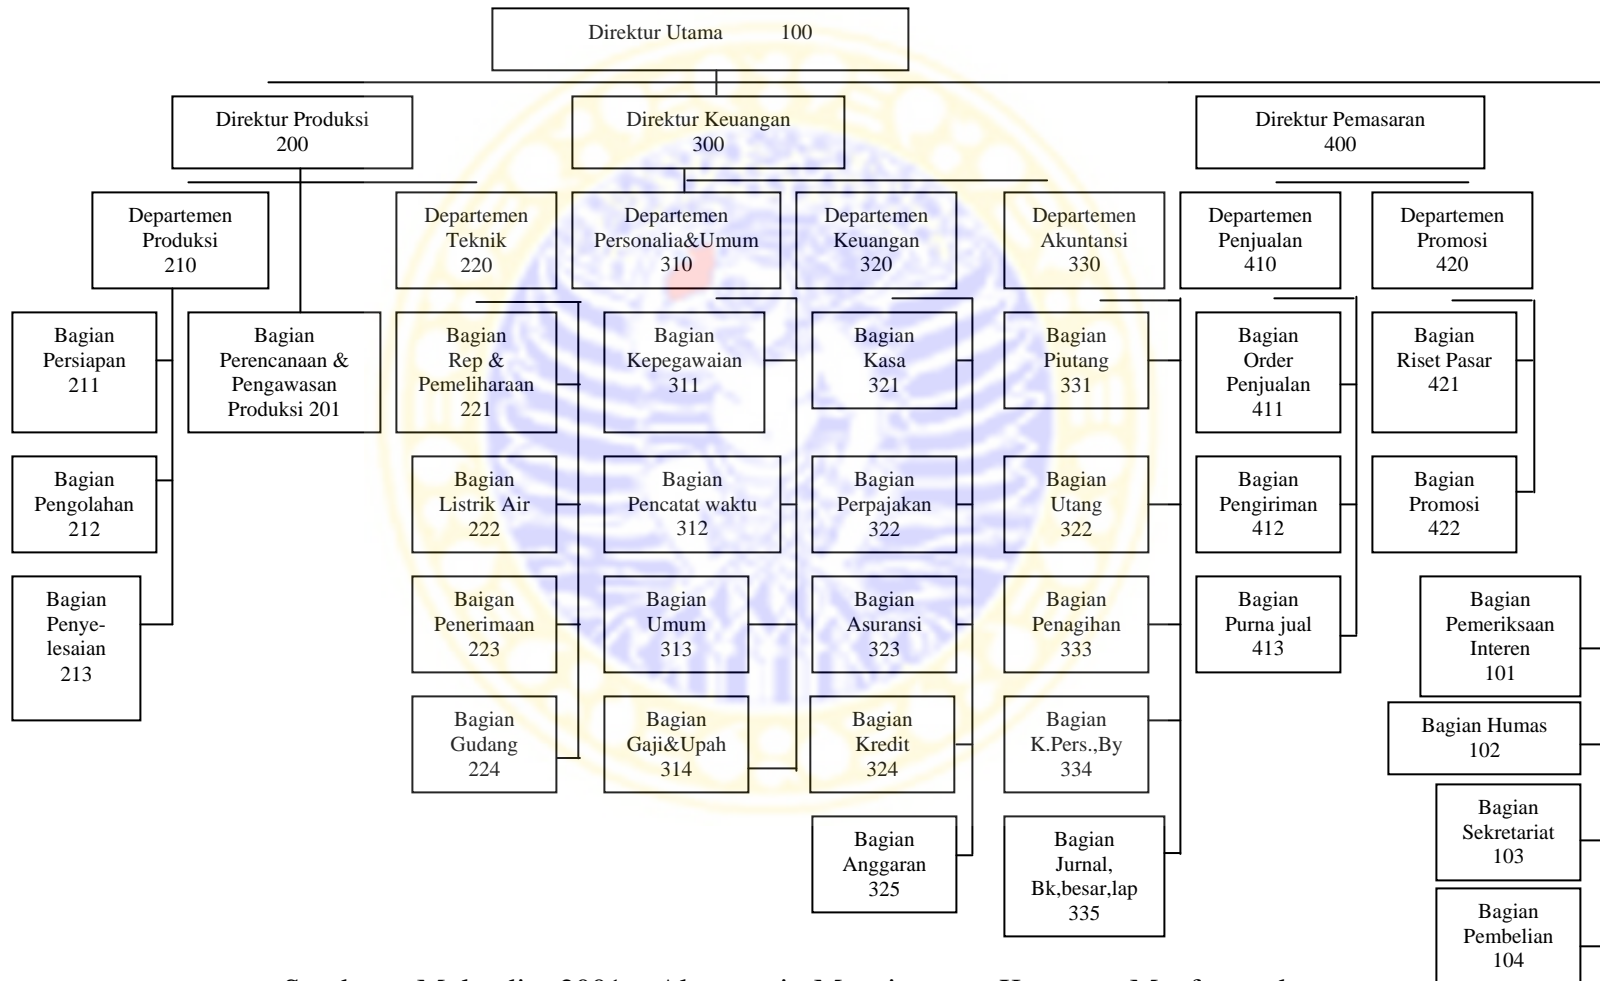 Direktur Utama 100
Direktur Produksi
200
Direktur Keuangan
300
Direktur Pemasaran
400
Departemen
Produksi
210
Departemen
Teknik
220
Departemen
Personalia&Umum
310
Departemen
Keuangan
320
Departemen
Akuntansi
330
Departemen
Penjualan
410
Departemen
Promosi
420
Bagian
Persiapan
211
Bagian
Perencanaan &
Pengawasan
Produksi 201
Bagian
Rep &
Pemeliharaan
221
Bagian
Kepegawaian
311
Bagian
Kasa
321
Bagian
Piutang
331
Bagian
Order
Penjualan
411
Bagian
Riset Pasar
421
Bagian
Pengolahan
212
Bagian
Listrik Air
222
Bagian
Pencatat waktu
312
Bagian
Perpajakan
322
Bagian
Utang
322
Bagian
Pengiriman
412
Bagian
Promosi
422
Bagian
Penye-
lesaian
213
Baigan
Penerimaan
223
Bagian
Umum
313
Bagian
Asuransi
323
Bagian
Penagihan
333
Bagian
Purna jual
413
Bagian
Pemeriksaan
Interen
101
Bagian
Gudang
224
Bagian
Gaji&Upah
314
Bagian
Kredit
324
Bagian
K.Pers.,By
334
Bagian Humas
102
Bagian
Anggaran
325
Bagian
Jurnal,
Bk,besar,lap
335
Bagian
Sekretariat
103
Bagian
Pembelian
104